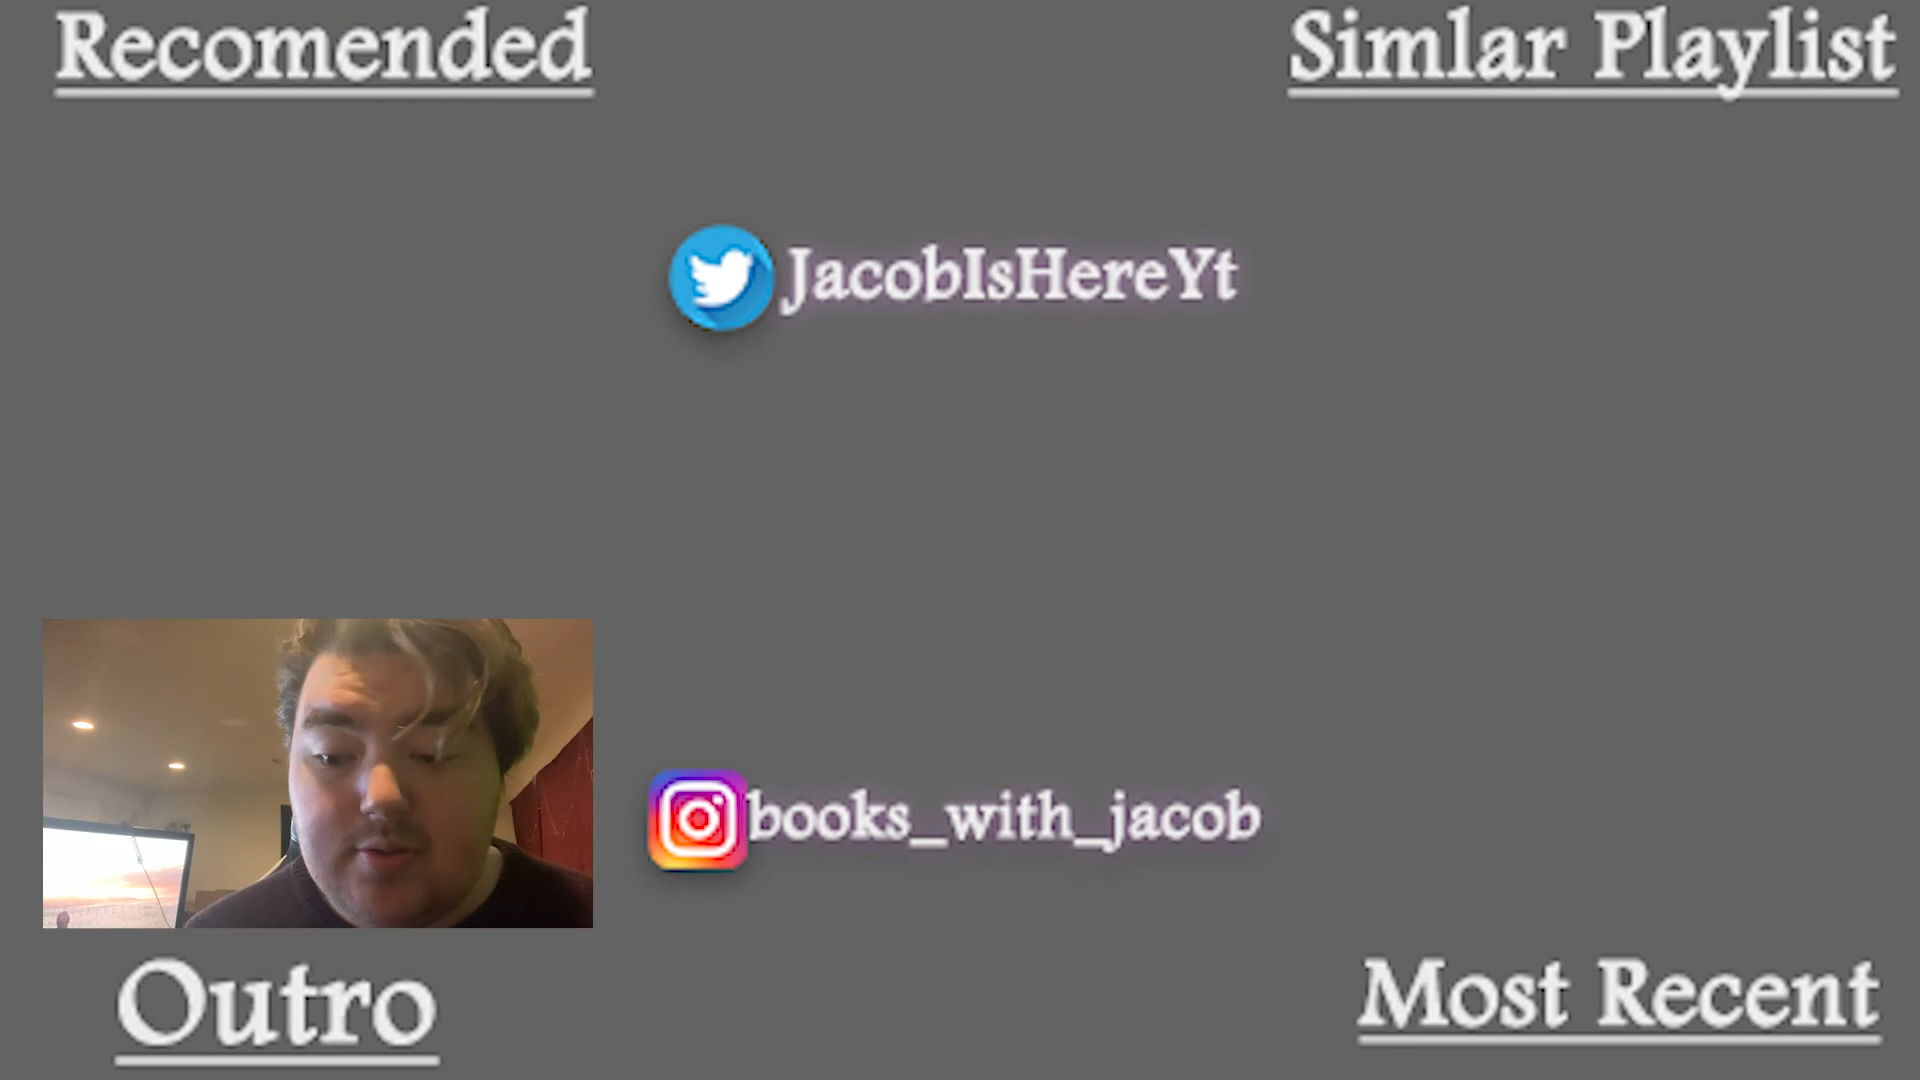 Recomended
Simlar Playlist
JacobIsHereYt
books_with_jacob
Outro
Most Recent